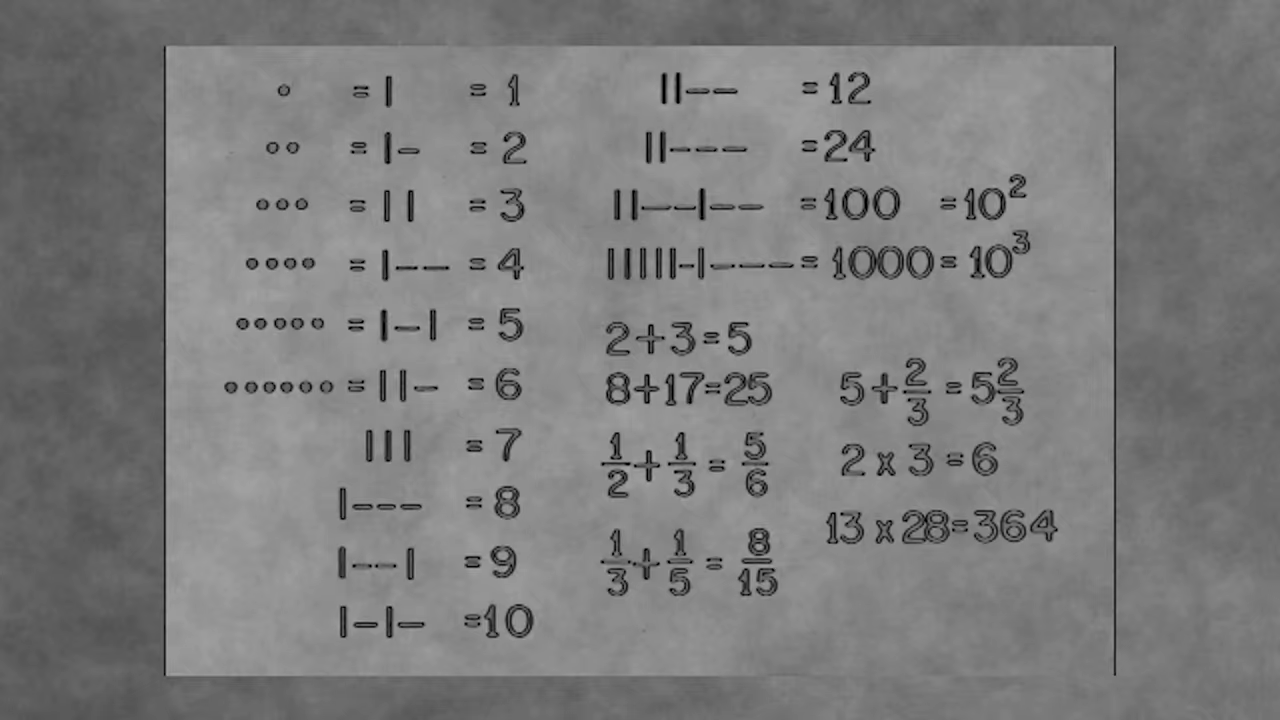 • = | = 1
•• = |- = 2
••• = || = 3
•••• = |-- = 4
••••• = |-| = 5
•••••• = ||- = 6
||| = 7
|--- = 8
|--| = 9
|-|- =10
||-- =12
||--- =24
||--|-- =100 =10²
|||||-|---= 1000= 10³
2+3=5
8+17=25
1/2+1/3 = 5/6
1/3+1/5 = 8/15
5+2/3 =5 2/3
2 x 3 =6
13 x 28=364